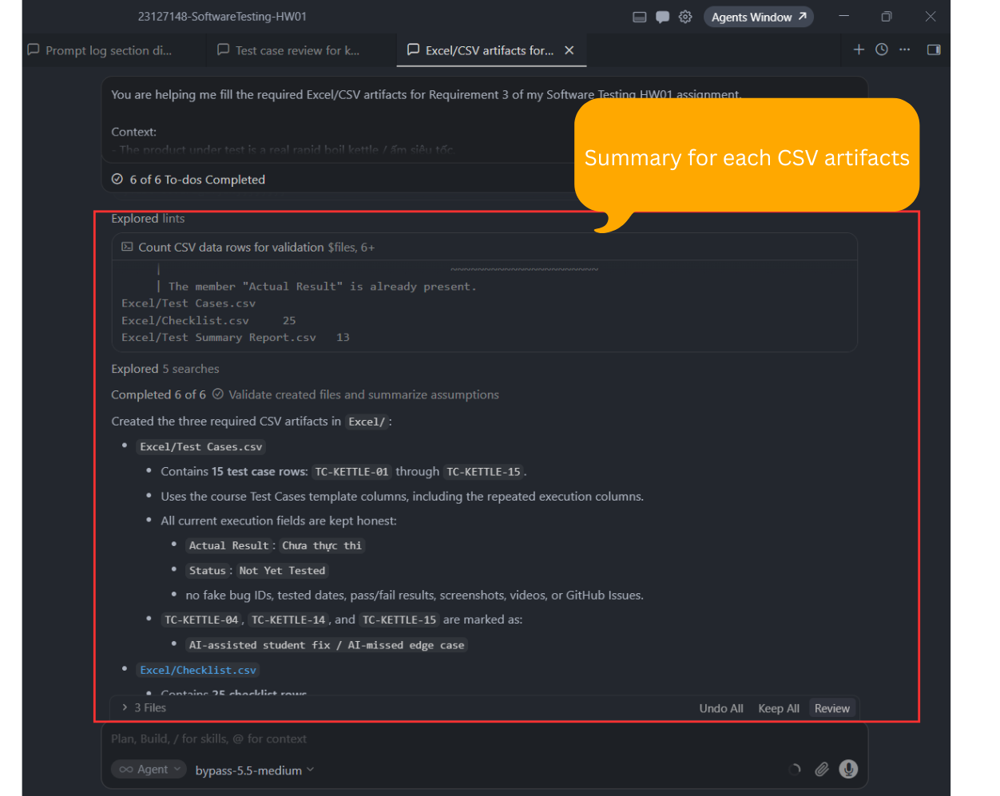 23127148-SoftwareTesting-HW01
Agents Window ↗
Prompt log section di...
Test case review for k...
Excel/CSV artifacts for...
You are helping me fill the required Excel/CSV artifacts for Requirement 3 of my Software Testing HW01 assignment.
Context:
- The product under test is a real rapid boil kettle / ấm siêu tốc
Summary for each CSV artifacts
6 of 6 To-dos Completed
Explored lints
Count CSV data rows for validation $files, 6+
| ~~~~~~~~~~~~~~~~~~~~~~~~~
| The member "Actual Result" is already present.
Excel/Test Cases.csv
Excel/Checklist.csv 25
Excel/Test Summary Report.csv 13
Explored 5 searches
Completed 6 of 6 Validate created files and summarize assumptions
Created the three required CSV artifacts in Excel/ :
• Excel/Test Cases.csv
• Contains 15 test case rows: TC-KETTLE-01 through TC-KETTLE-15 .
• Uses the course Test Cases template columns, including the repeated execution columns.
• All current execution fields are kept honest:
• Actual Result : Chưa thực thi
• Status : Not Yet Tested
• no fake bug IDs, tested dates, pass/fail results, screenshots, videos, or GitHub Issues.
• TC-KETTLE-04 , TC-KETTLE-14 , and TC-KETTLE-15 are marked as:
• AI-assisted student fix / AI-missed edge case
• Excel/Checklist.csv
• Contains 25 checklist rows
> 3 Files
Undo All Keep All Review
Plan, Build, / for skills, @ for context
∞ Agent
bypass-5.5-medium